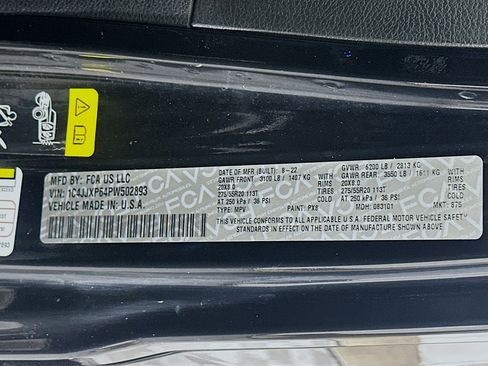 MFD BY: FCA US LLC
VIN: 1C4JJXP64PW502893
VEHICLE MADE IN: U.S.A.
DATE OF MFR (BUILT): 8-22
GAWR FRONT: 3100 LB / 1407 KG
20X8.0 RIMS
275/55R20 113T TIRES
AT 250 kPa / 36 PSI
TYPE: MPV PAINT: PX8
GVWR: 6200 LB / 2813 KG
GAWR REAR: 3550 LB / 1611 KG
20X8.0 RIMS
275/55R20 113T TIRES
AT 250 kPa / 36 PSI
MDH: 083101 MKT: 875
THIS VEHICLE CONFORMS TO ALL APPLICABLE U.S.A. FEDERAL MOTOR VEHICLE SAFETY
STANDARDS IN EFFECT ON THE DATE OF MANUFACTURE SHOWN ABOVE